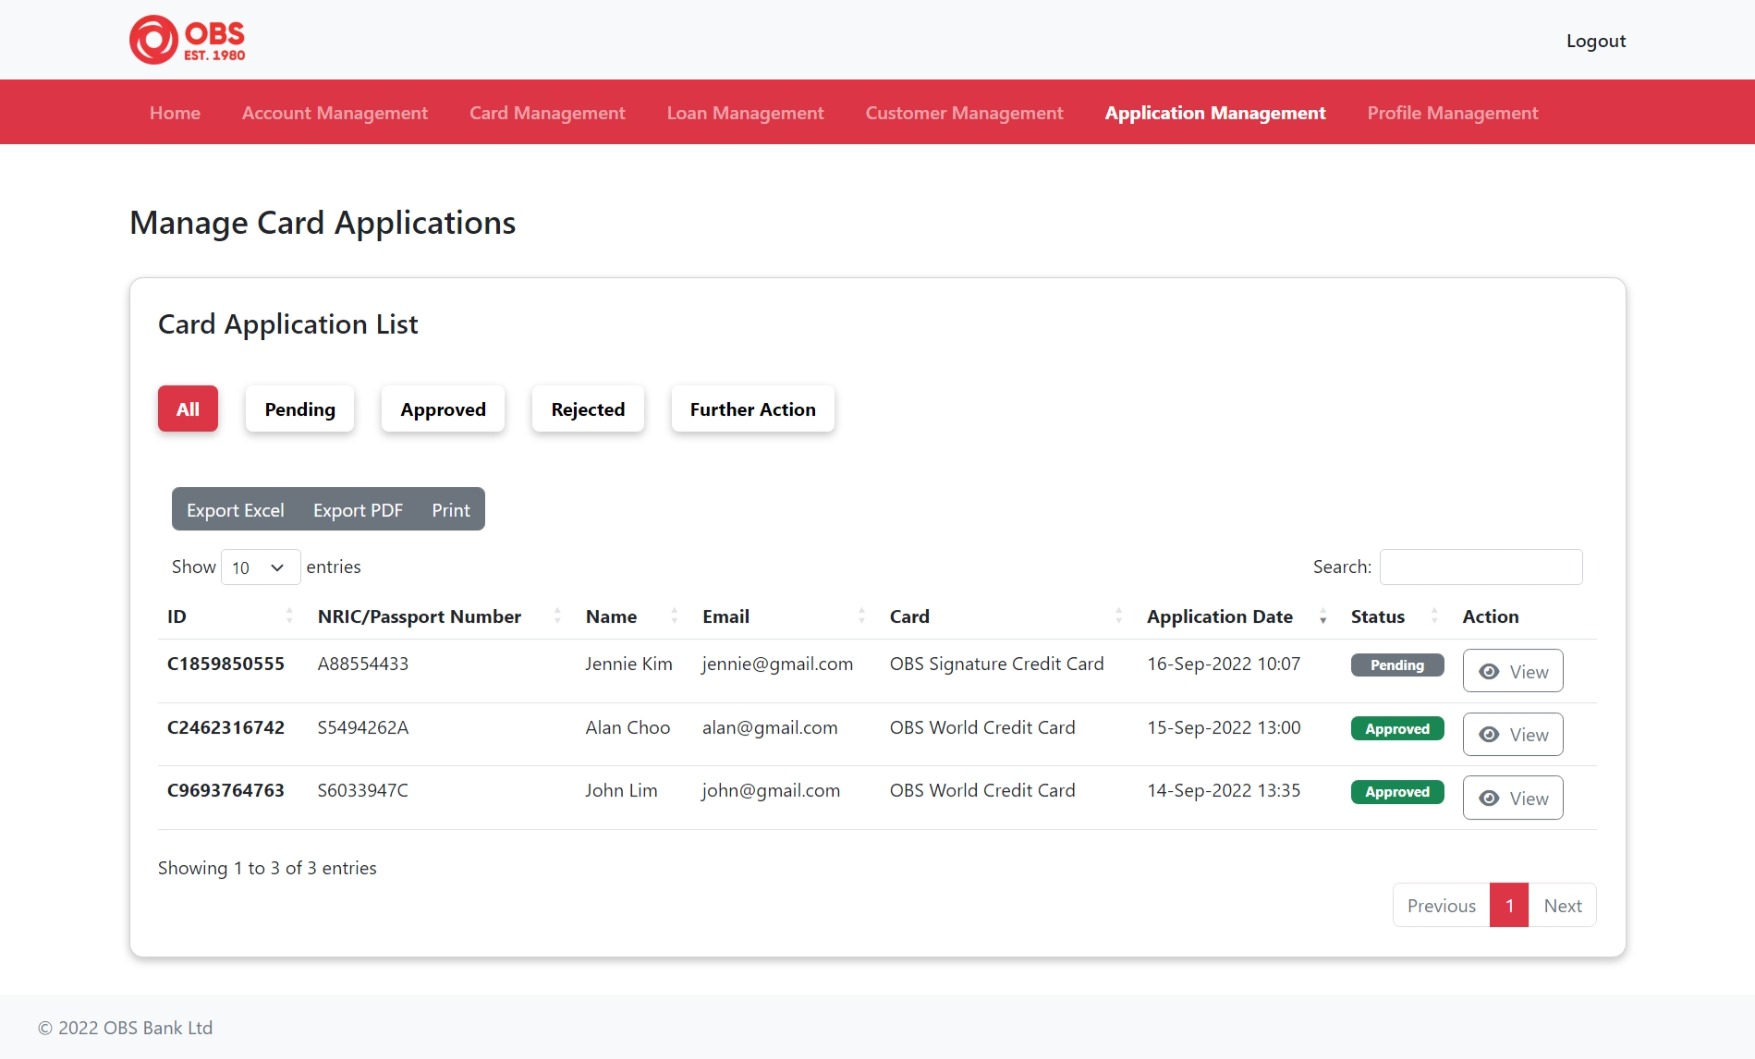 OBS
EST. 1980
Logout
Home Account Management Card Management Loan Management Customer Management Application Management Profile Management
Manage Card Applications
Card Application List
All Pending Approved Rejected Further Action
Export Excel Export PDF Print
Show 10 entries Search:
ID NRIC/Passport Number Name Email Card Application Date Status Action
C1859850555 A88554433 Jennie Kim jennie@gmail.com OBS Signature Credit Card 16-Sep-2022 10:07 Pending View
C2462316742 S5494262A Alan Choo alan@gmail.com OBS World Credit Card 15-Sep-2022 13:00 Approved View
C9693764763 S6033947C John Lim john@gmail.com OBS World Credit Card 14-Sep-2022 13:35 Approved View
Showing 1 to 3 of 3 entries
Previous 1 Next
© 2022 OBS Bank Ltd